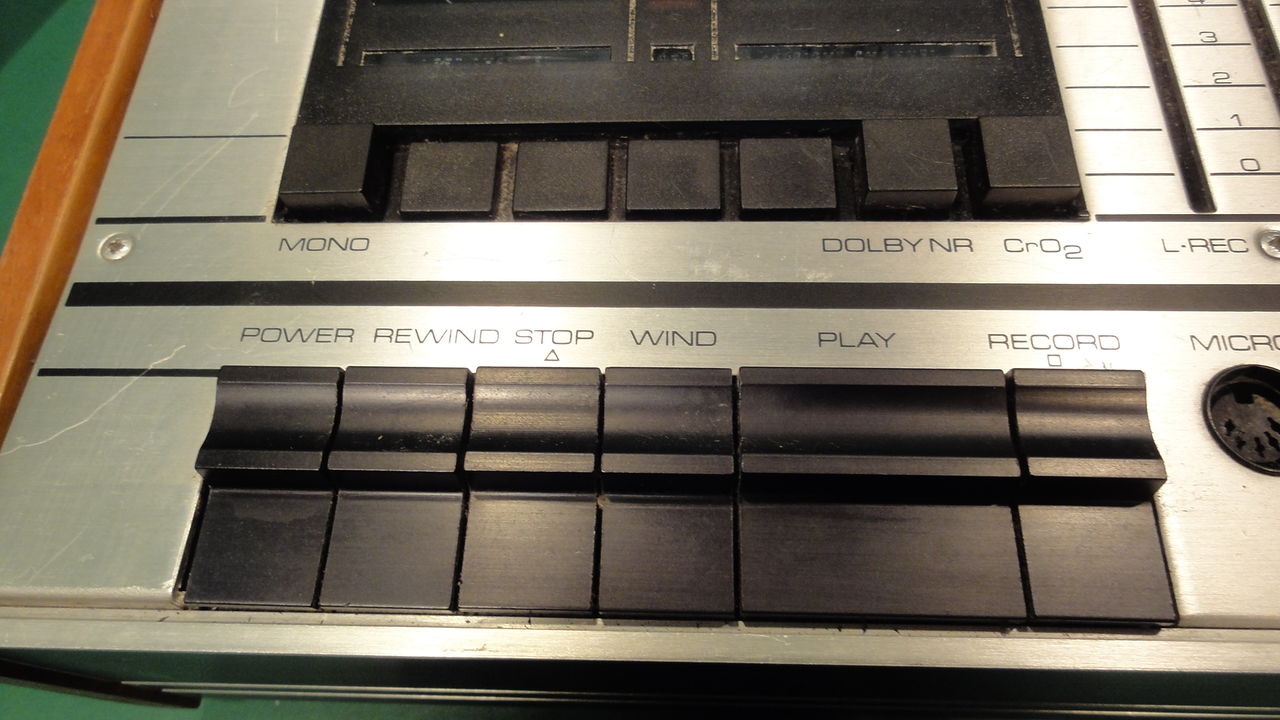 3
2
1
0
MONO DOLBY NR CrO2 L-REC
POWER REWIND STOP WIND PLAY RECORD MICRO